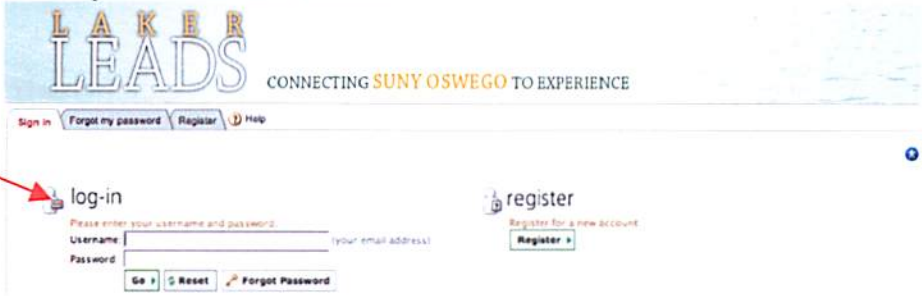 LAKER
LEADS
CONNECTING SUNY OSWEGO TO EXPERIENCE
Sign in Forgot my password Register Help
log-in
Please enter your username and password.
Username (your email address)
Password
Go Reset Forgot Password
register
Register for a new account
Register